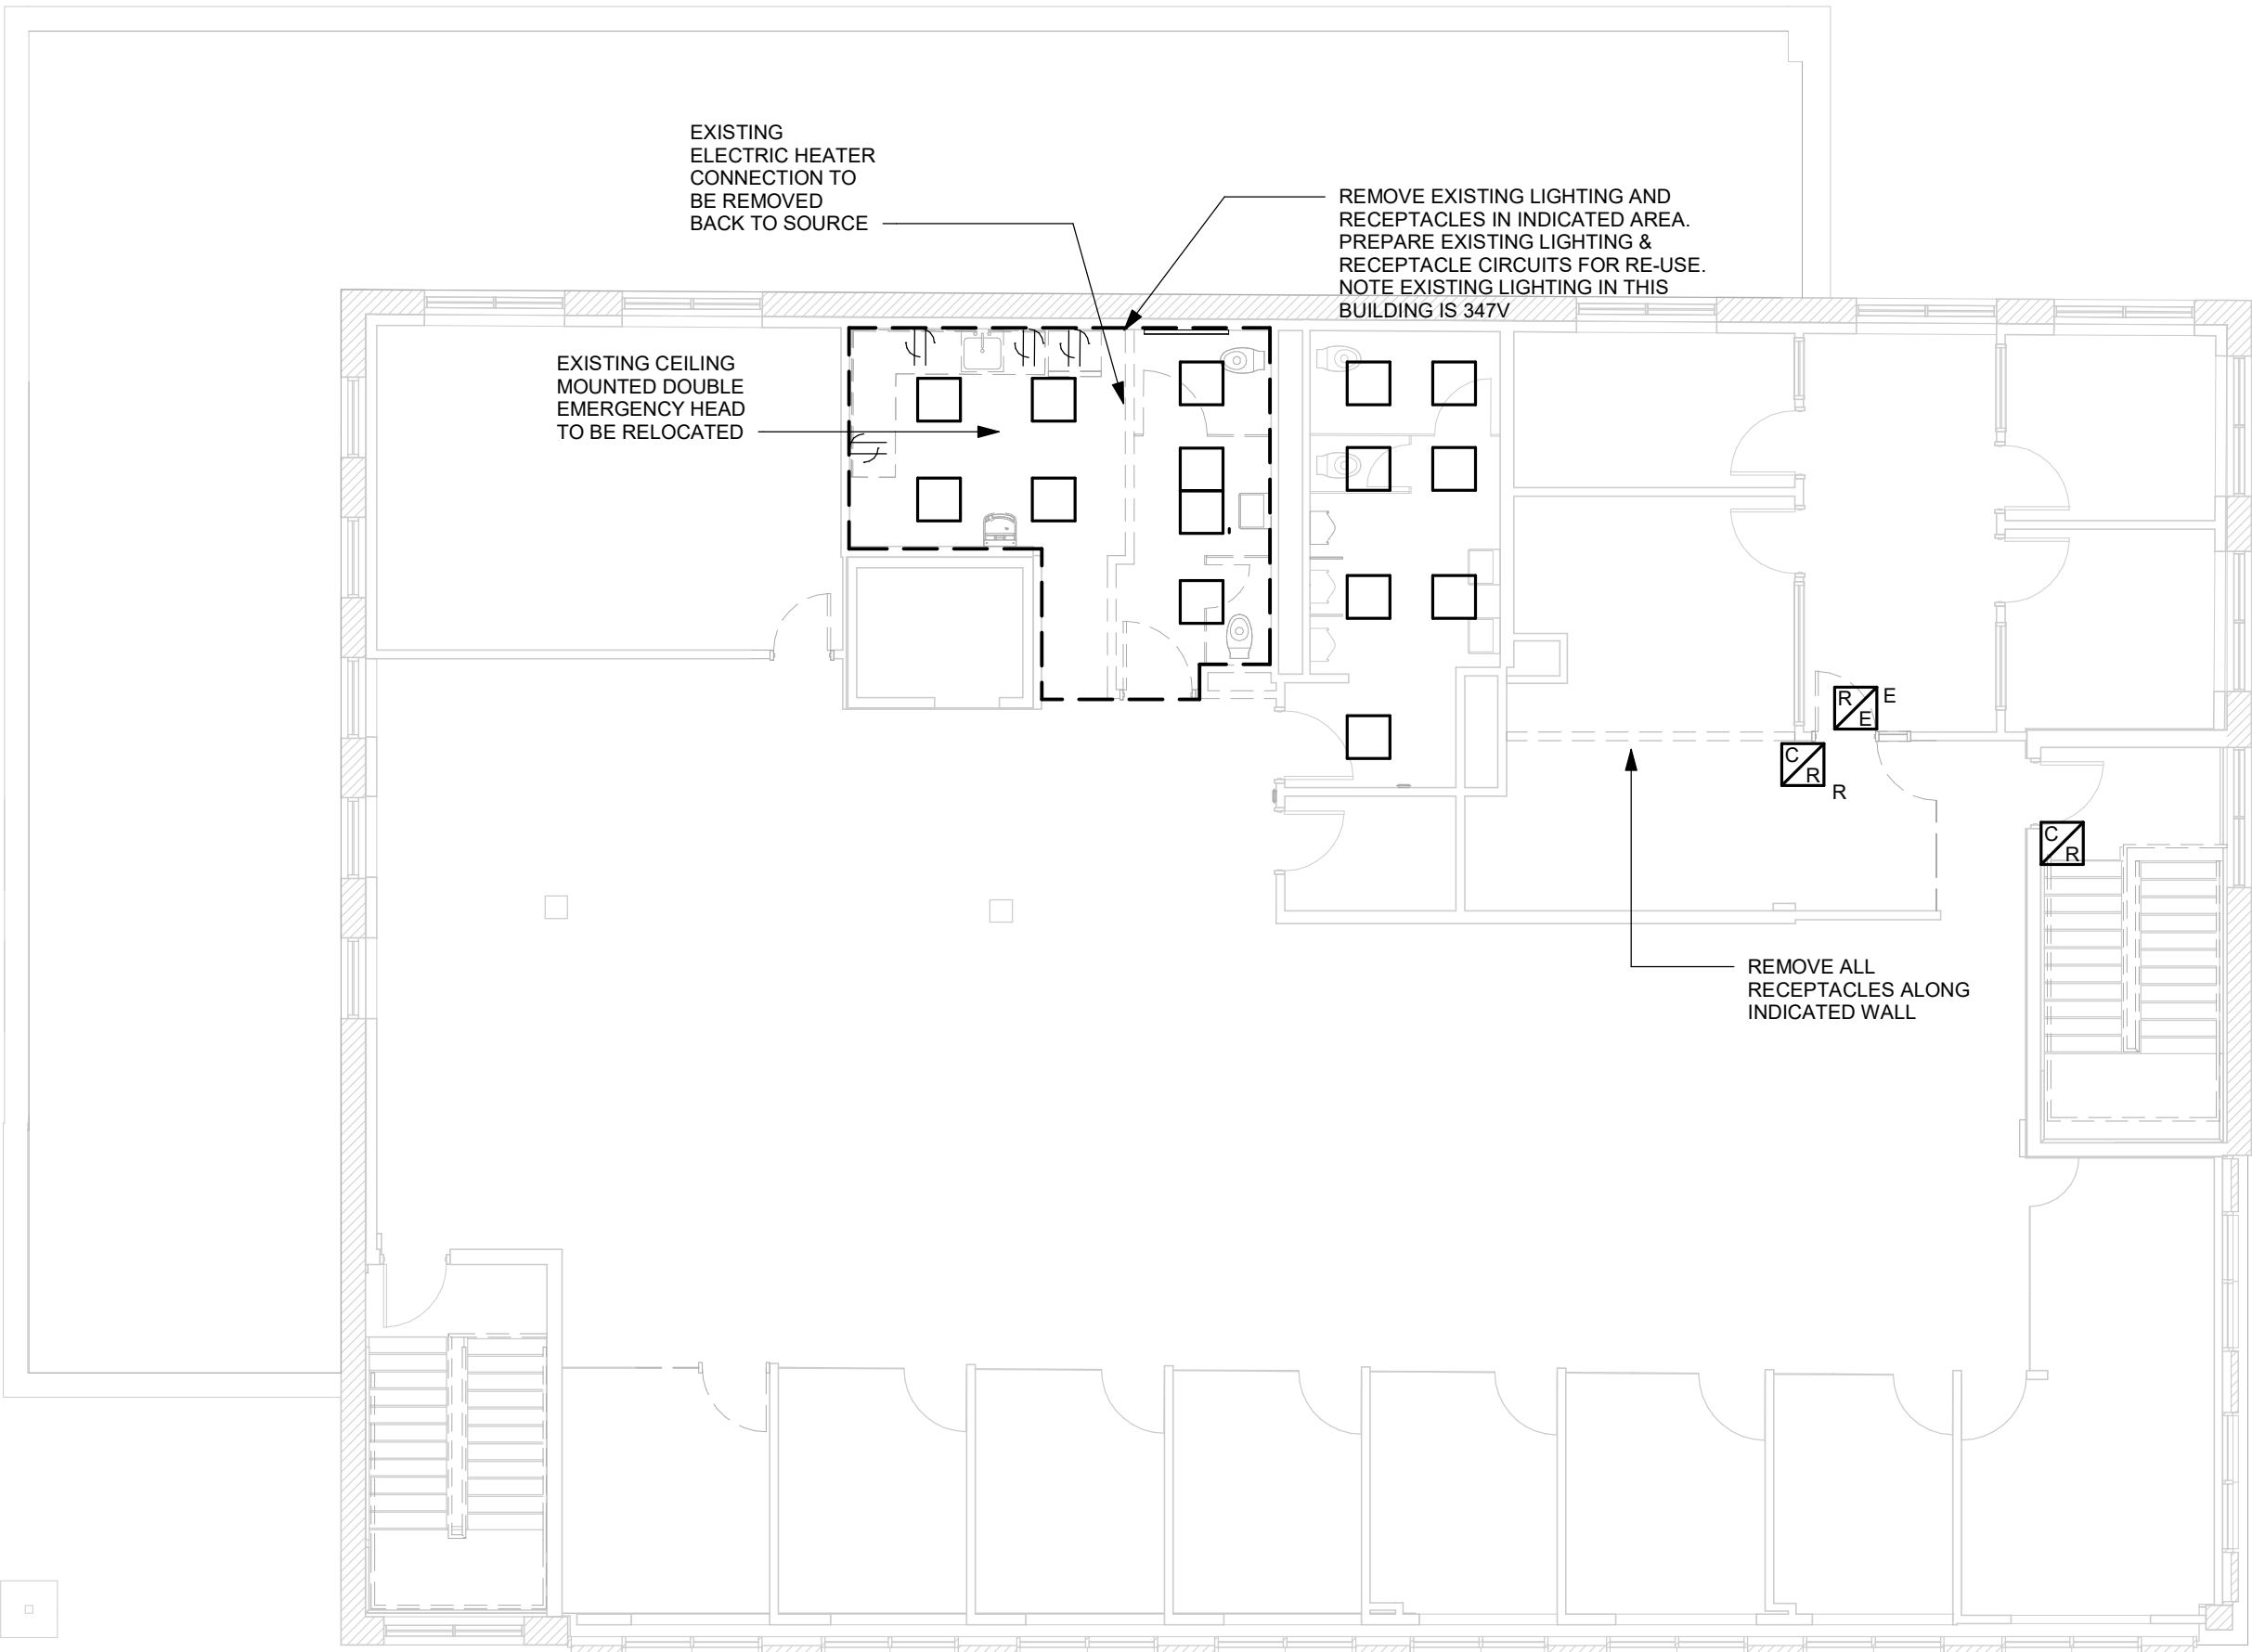 EXISTING
ELECTRIC HEATER
CONNECTION TO
BE REMOVED
BACK TO SOURCE
REMOVE EXISTING LIGHTING AND
RECEPTACLES IN INDICATED AREA.
PREPARE EXISTING LIGHTING &
RECEPTACLE CIRCUITS FOR RE-USE.
NOTE EXISTING LIGHTING IN THIS
BUILDING IS 347V
EXISTING CEILING
MOUNTED DOUBLE
EMERGENCY HEAD
TO BE RELOCATED
R
E
E
C
R
R
C
R
REMOVE ALL
RECEPTACLES ALONG
INDICATED WALL